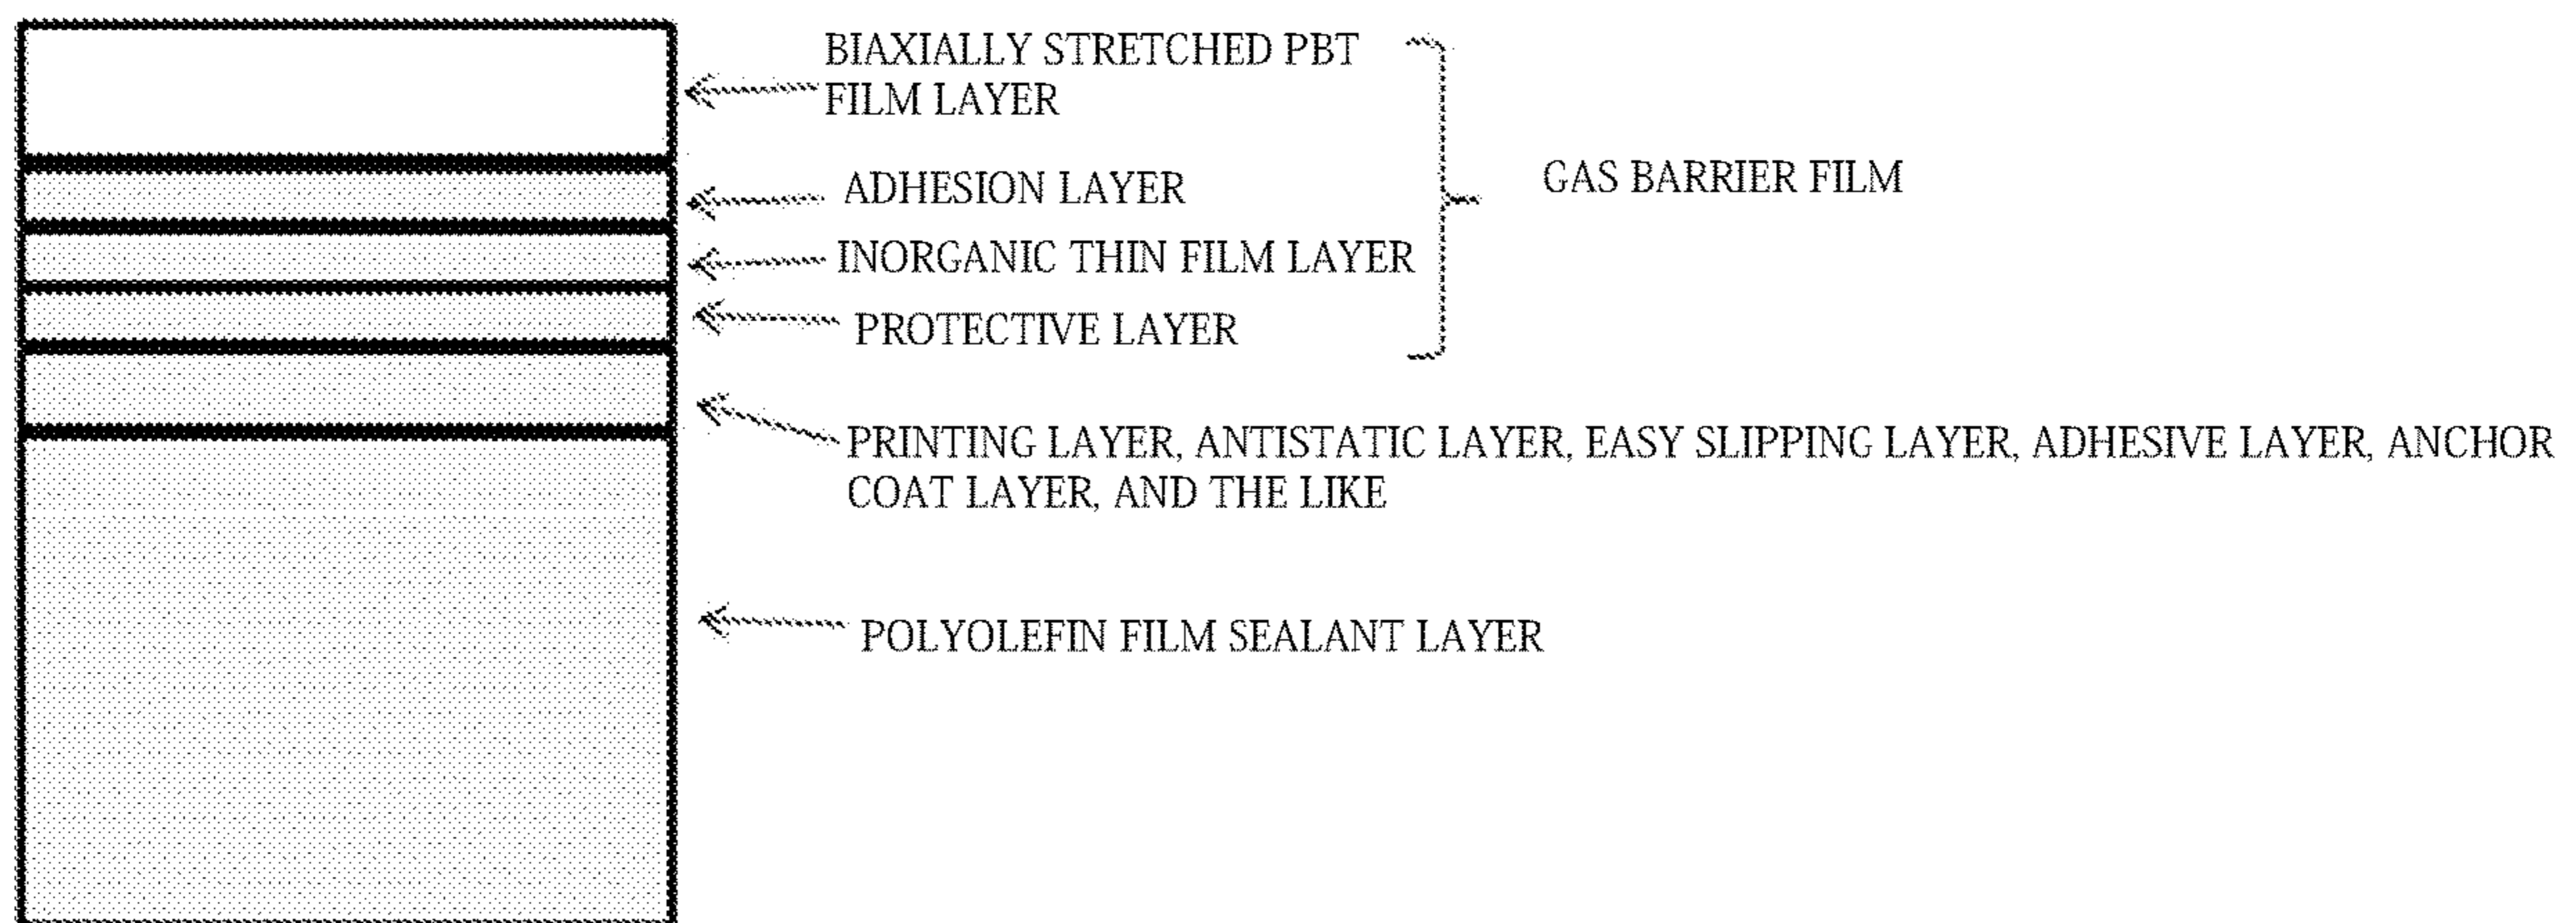 BIAXIALLY STRETCHED PBT
FILM LAYER
ADHESION LAYER
GAS BARRIER FILM
INORGANIC THIN FILM LAYER
PROTECTIVE LAYER
PRINTING LAYER, ANTISTATIC LAYER, EASY SLIPPING LAYER, ADHESIVE LAYER, ANCHOR
COAT LAYER, AND THE LIKE
POLYOLEFIN FILM SEALANT LAYER